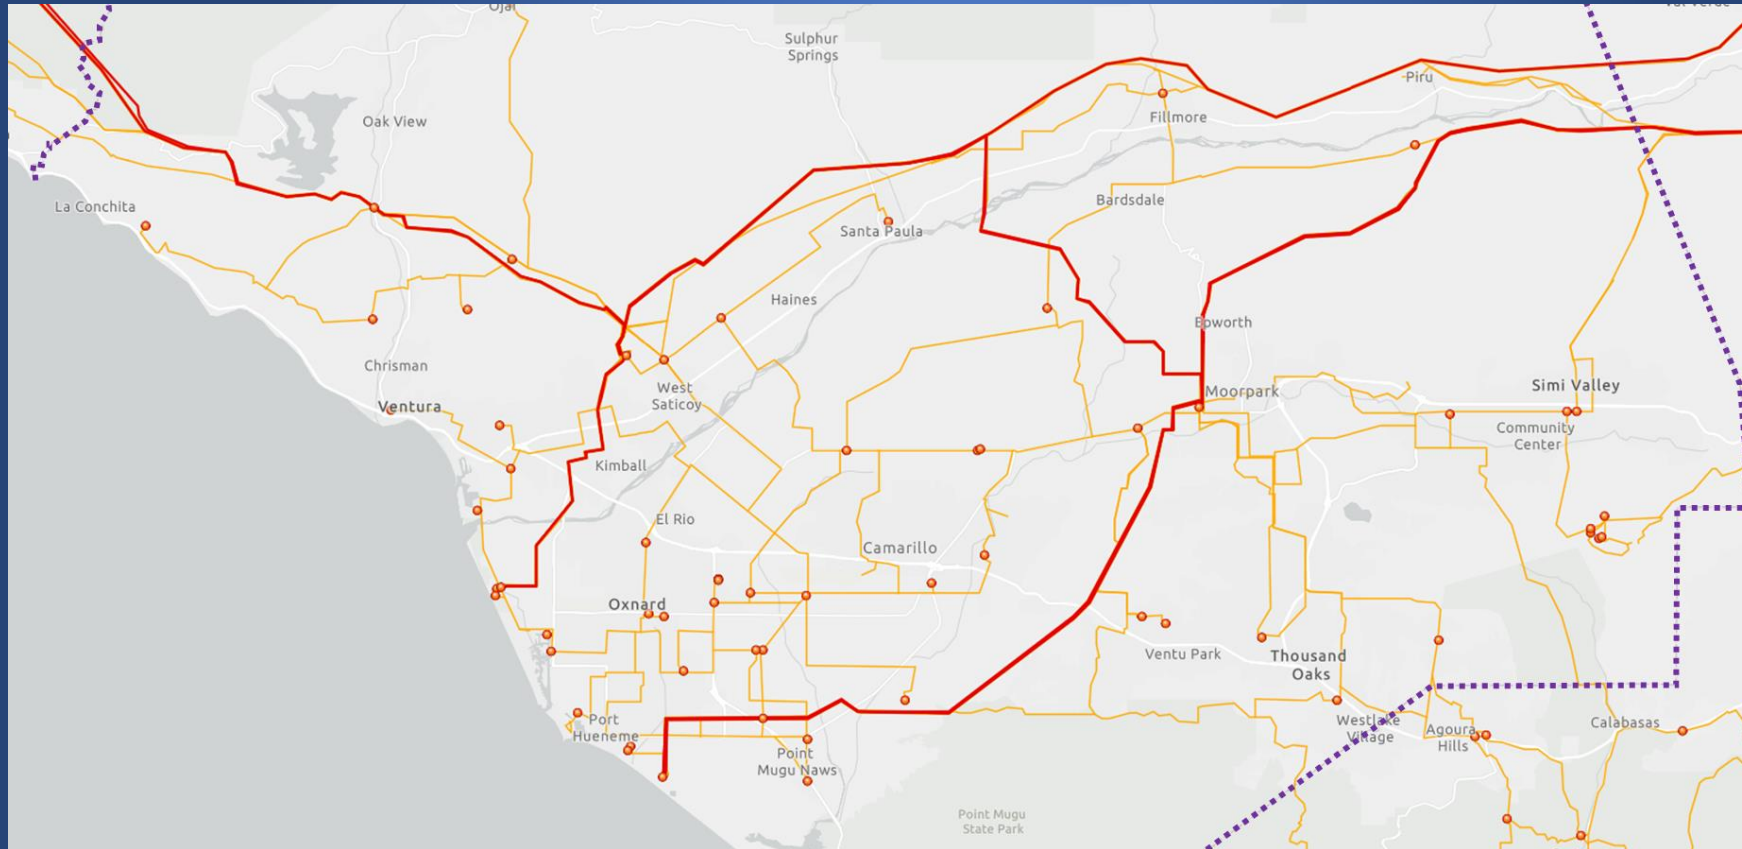 Ojai
Val Verde
Sulphur
Springs
Piru
Oak View
Fillmore
La Conchita
Bardsdale
Santa Paula
Haines
Epworth
Chrisman
West
Saticoy
Moorpark
Simi Valley
Ventura
Community
Center
Kimball
El Rio
Camarillo
Oxnard
Ventu Park
Thousand
Oaks
Port
Hueneme
Westlake
Village
Agoura
Hills
Calabasas
Point
Mugu Naws
Point Mugu
State Park